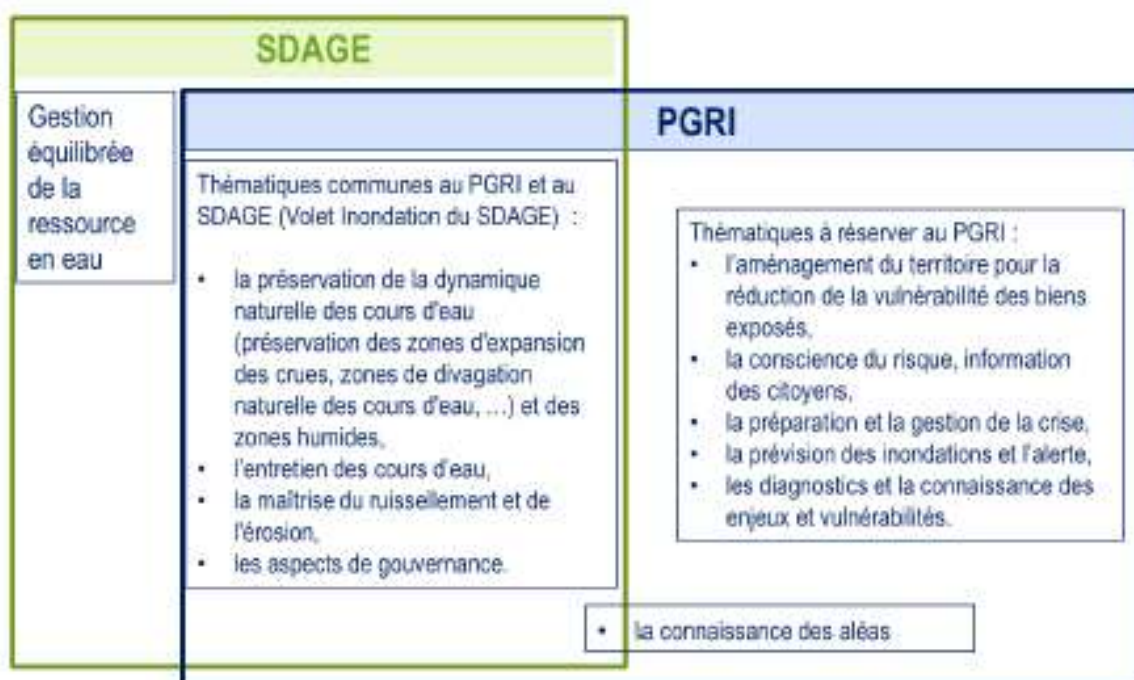 SDAGE
Gestion
équilibrée
de la
ressource
en eau
PGRI
Thématiques communes au PGRI et au
SDAGE (Volet Inondation du SDAGE) :
• la préservation de la dynamique
naturelle des cours d'eau
(préservation des zones d'expansion
des crues, zones de divagation
naturelle des cours d'eau, …) et des
zones humides,
• l'entretien des cours d'eau,
• la maîtrise du ruissellement et de
l'érosion,
• les aspects de gouvernance.
Thématiques à réserver au PGRI :
• l'aménagement du territoire pour la
réduction de la vulnérabilité des biens
exposés,
• la conscience du risque, information
des citoyens,
• la préparation et la gestion de la crise,
• la prévision des inondations et l'alerte,
• les diagnostics et la connaissance des
enjeux et vulnérabilités.
• la connaissance des aléas